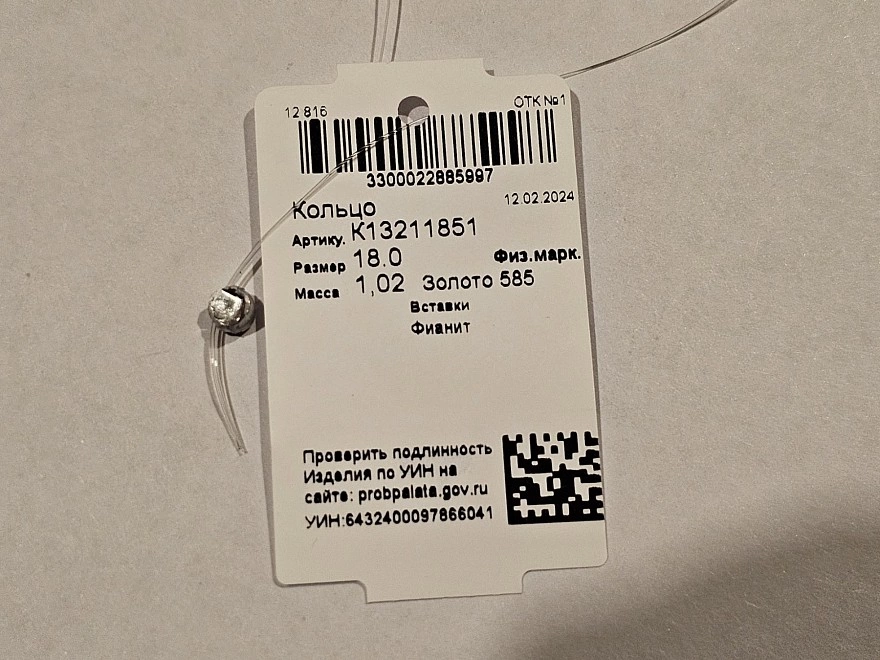 12 816 ОТК №1
3300022885997
12.02.2024
Кольцо
Артику. К13211851
Размер 18.0 Физ.марк.
Масса 1,02 Золото 585
Вставки
Фианит
Проверить подлинность
Изделия по УИН на
сайте: probpalata.gov.ru
УИН:6432400097866041